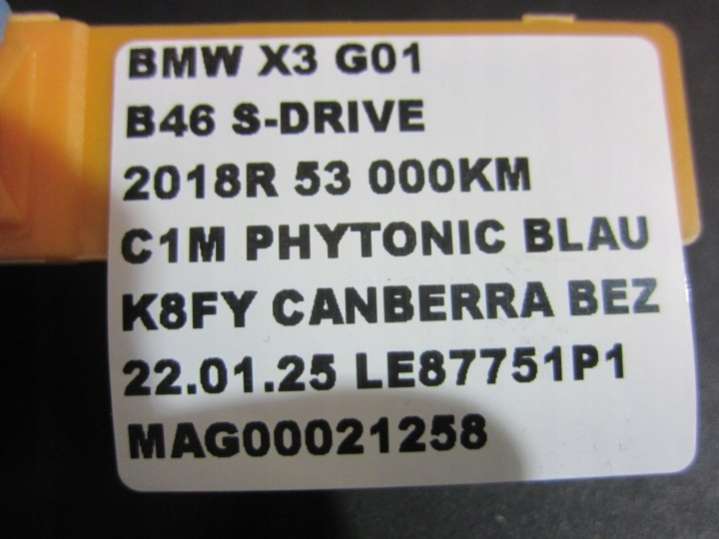 BMW X3 G01
B46 S-DRIVE
2018R 53 000KM
C1M PHYTONIC BLAU
K8FY CANBERRA BEZ
22.01.25 LE87751P1
MAG00021258